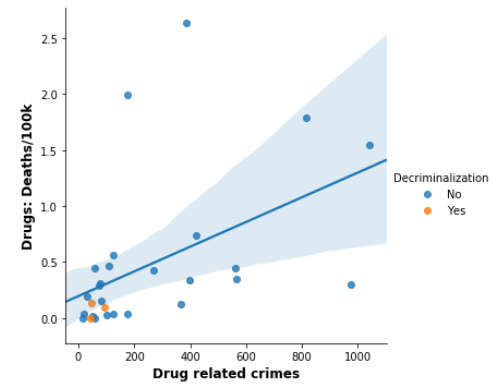 2.5
2.0
1.5
1.0
0.5
0.0
Drugs: Deaths/100k
0
200
400
600
800
1000
Drug related crimes
Decriminalization
No
Yes